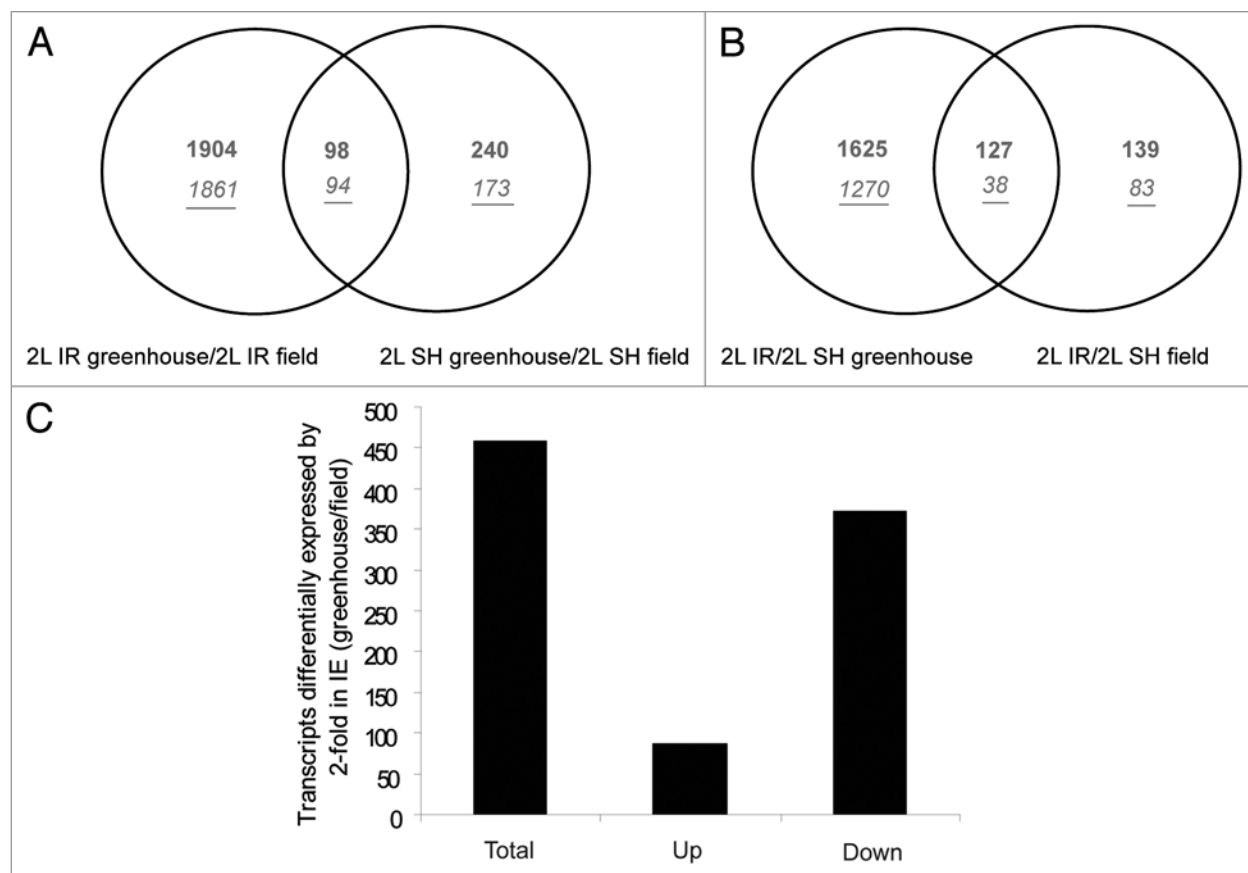 A
1904
98
240
1861
94
173
2L IR greenhouse/2L IR field
2L SH greenhouse/2L SH field
B
1625
127
139
1270
38
83
2L IR/2L SH greenhouse
2L IR/2L SH field
C
Transcripts differentially expressed by
2-fold in IE (greenhouse/field)
500
450
400
350
300
250
200
150
100
50
0
Total
Up
Down